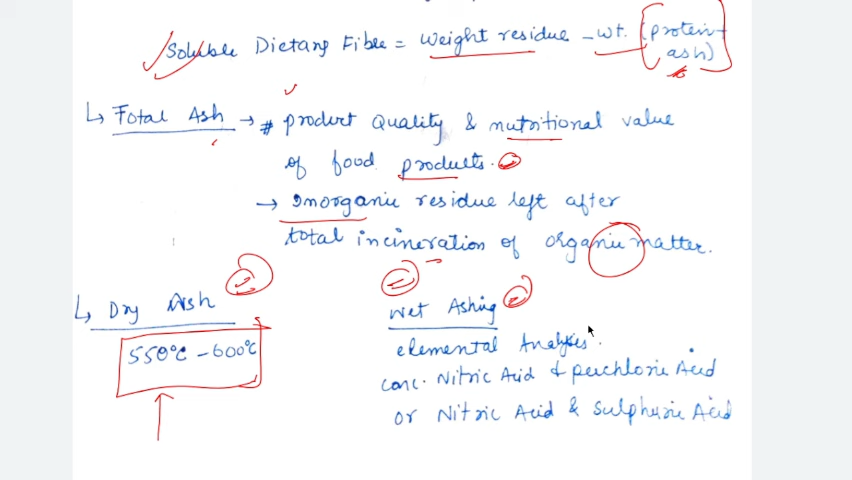 Soluble Dietary Fibre = weight residue - wt. (protein +
ash)
↳ Total Ash → # product Quality & nutritional value
of food products.
→ Inorganic residue left after
total incineration of organic matter.
↳ Dry Ash
550°C - 600°C
Wet Ashing
elemental Analysis.
conc. Nitric Acid & perchloric Acid
or Nitric Acid & Sulphuric Acid